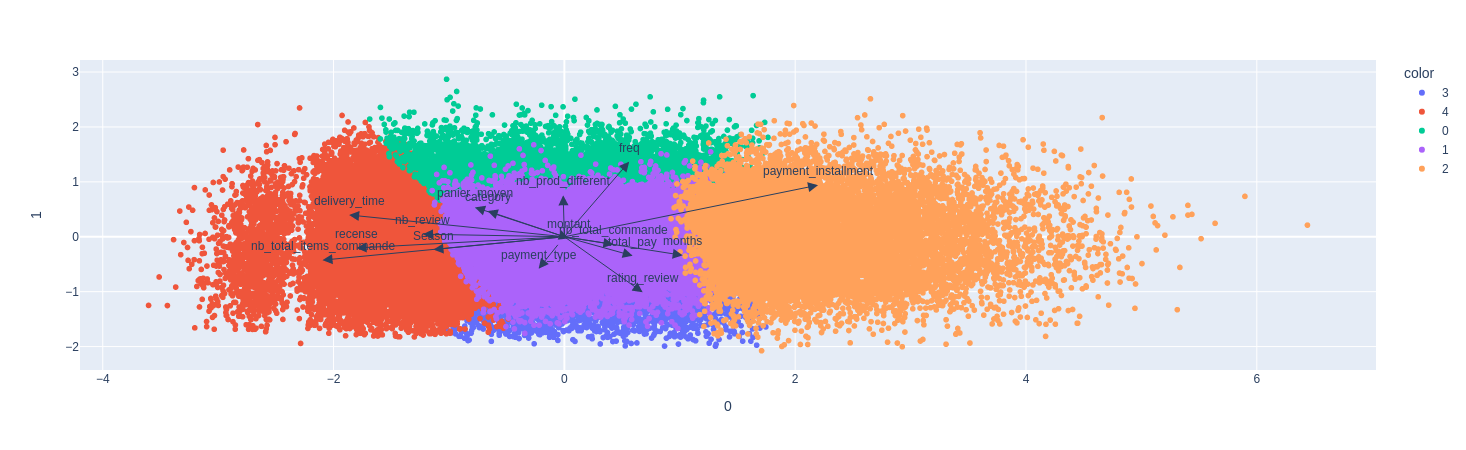 color
3
4
0
1
2
3
2
1
0
−1
−2
1
freq
payment_installment
nb_prod_different
panier_moyen
category
delivery_time
nb_review
montant
nb_total_commande
recense
Season
total_pay
months
nb_total_items_commande
payment_type
rating_review
−4
−2
0
2
4
6
0